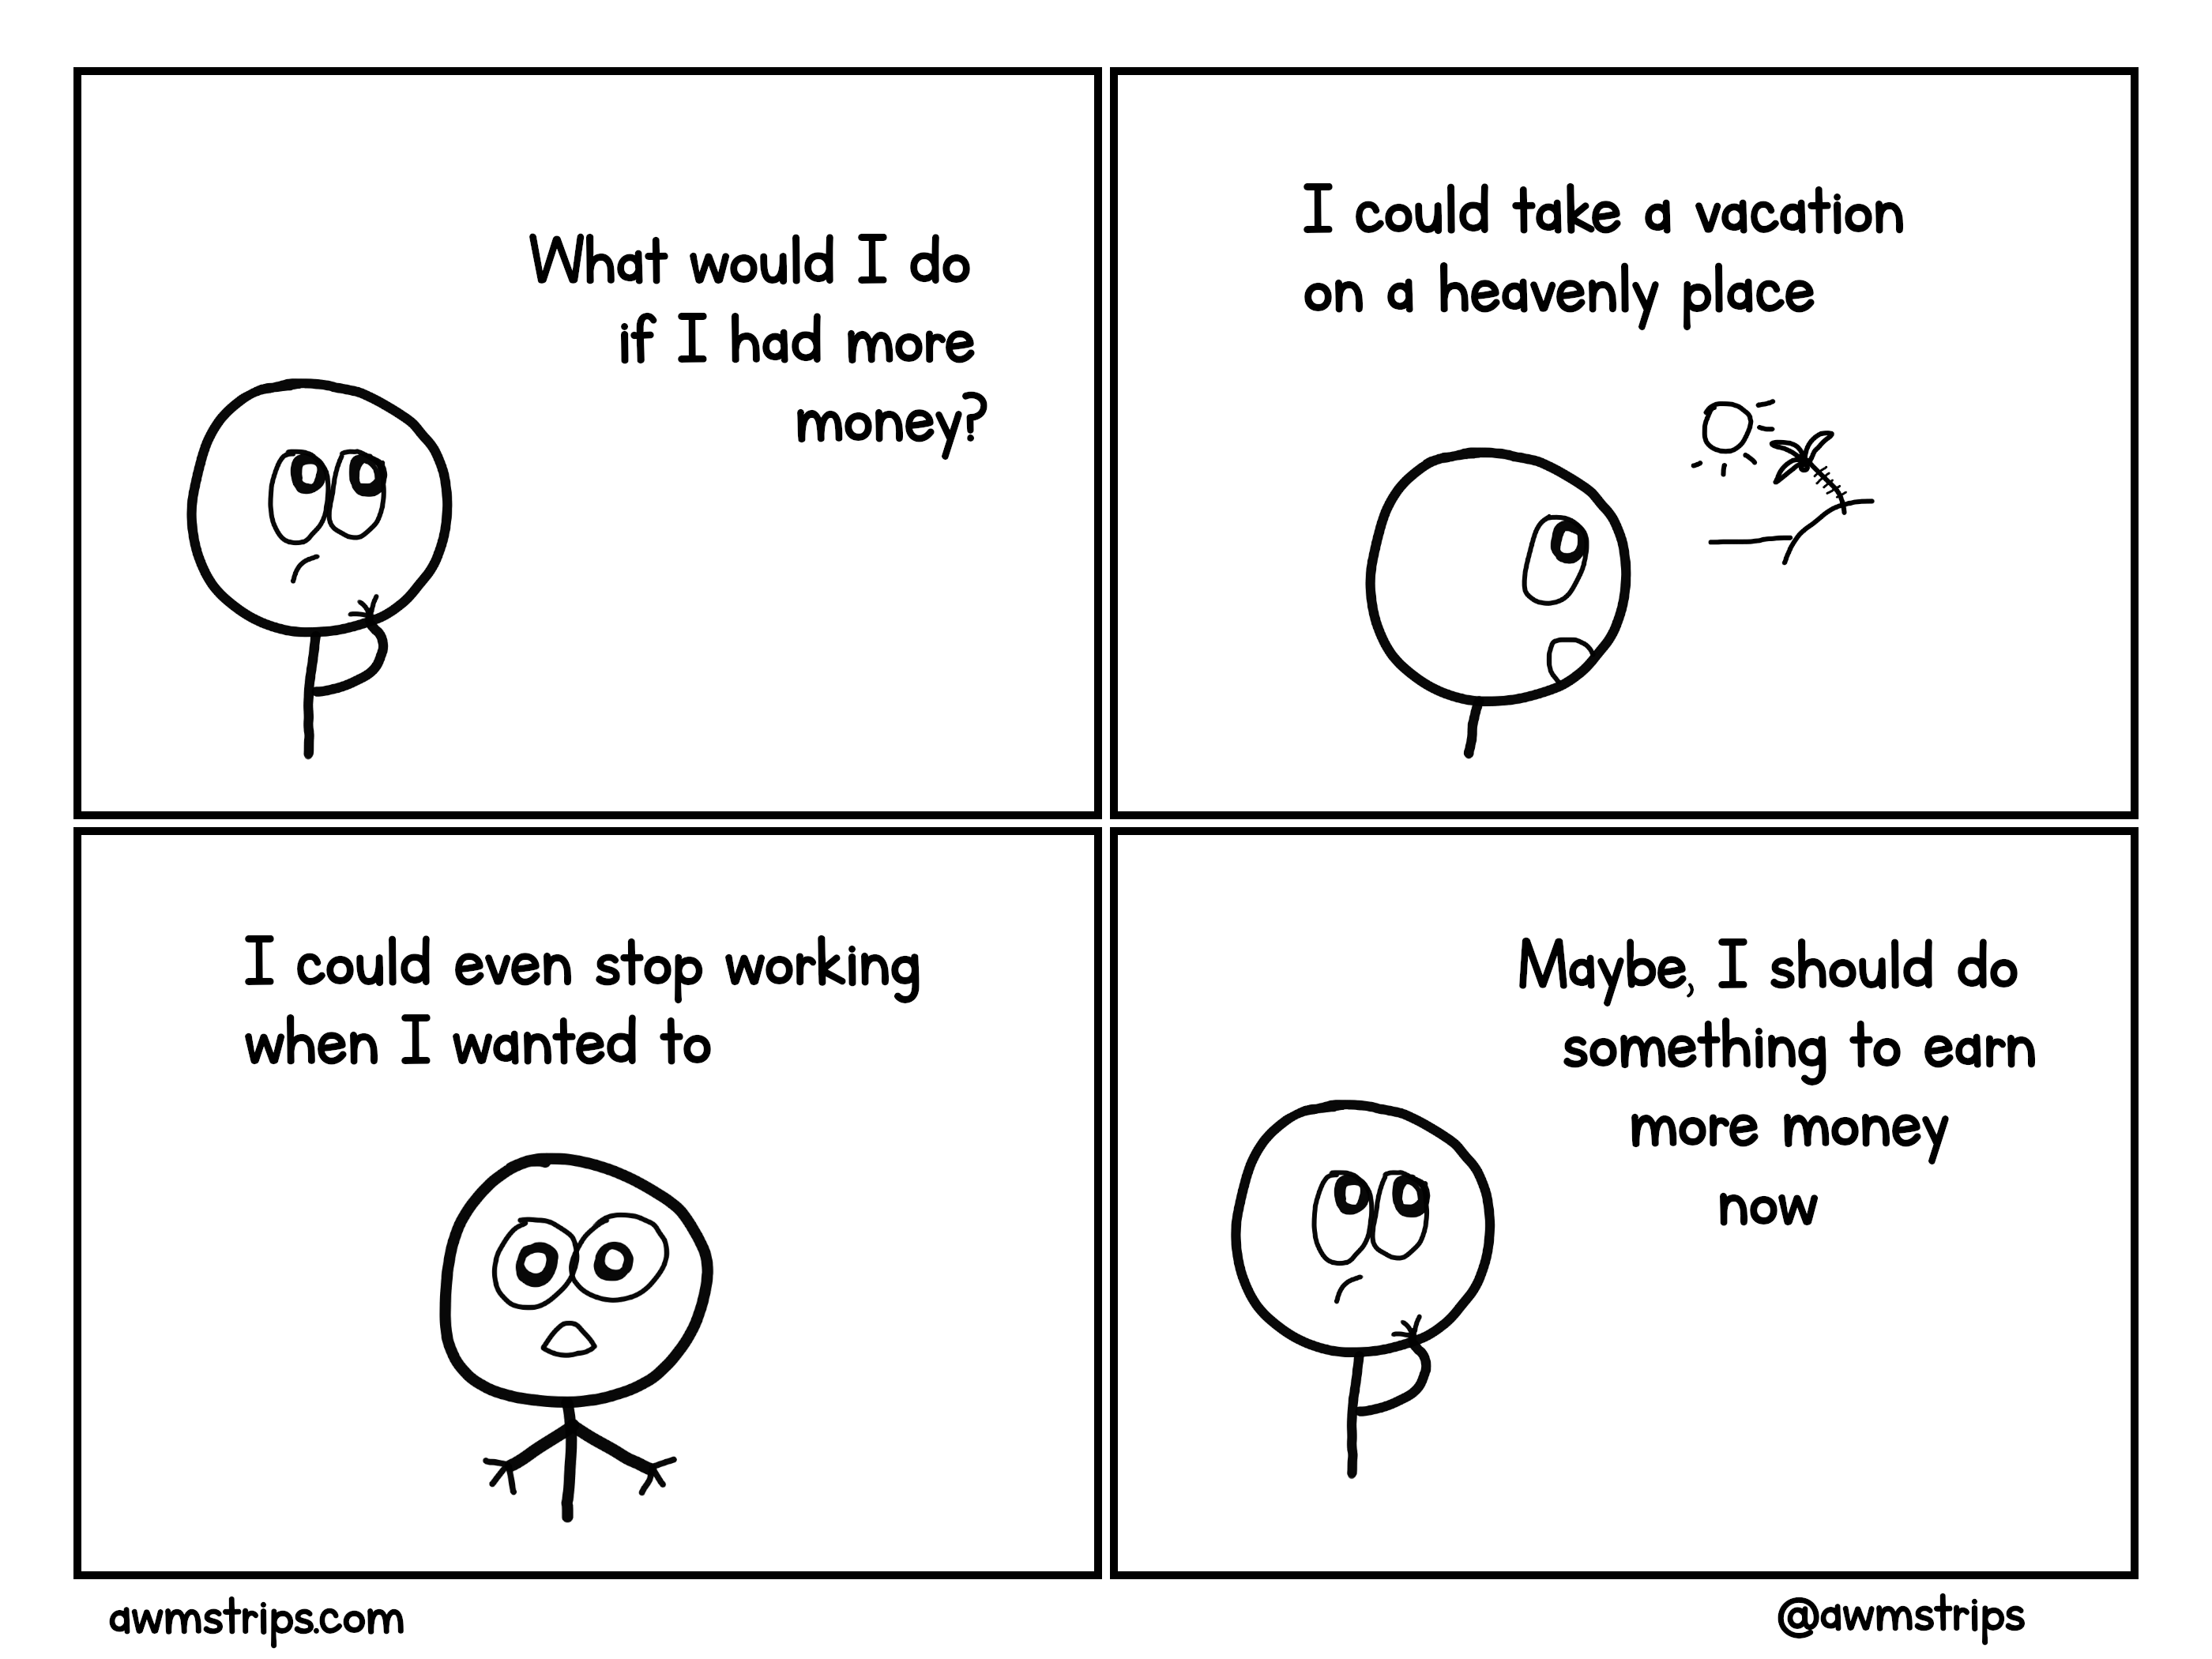 What would I do
if I had more
money?
I could take a vacation
on a heavenly place
I could even stop working
when I wanted to
Maybe, I should do
something to earn
more money
now
awmstrips.com
@awmstrips